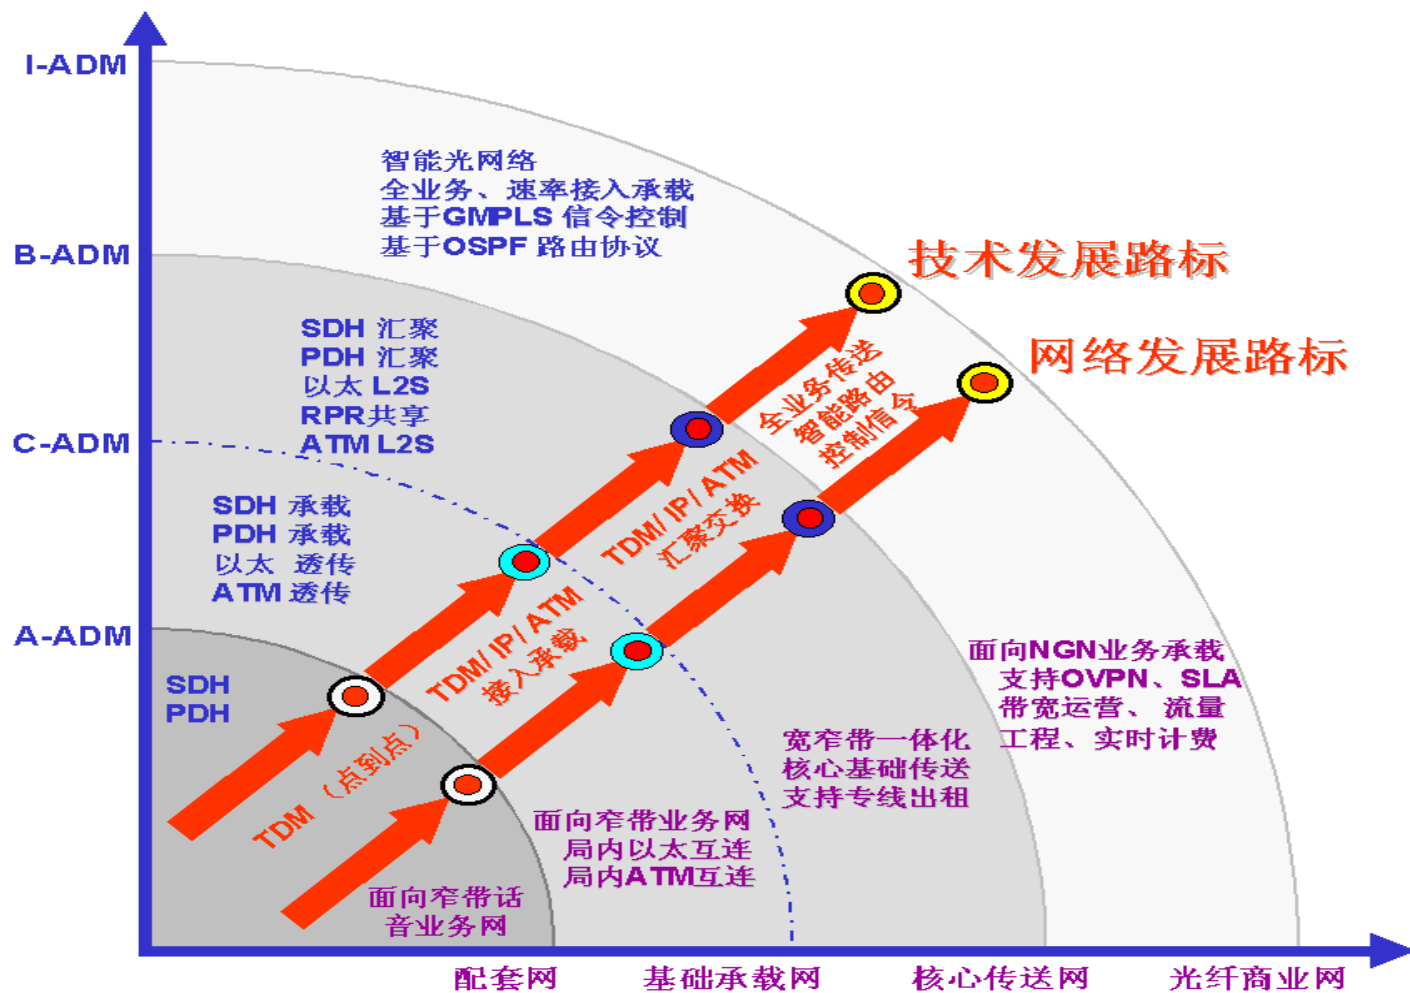 I-ADM
智能光网络
全业务、速率接入承载
基于GMPLS 信令控制
基于OSPF 路由协议
B-ADM
技术发展路标
SDH 汇聚
PDH 汇聚
以太 L2S
RPR共享
ATM L2S
网络发展路标
全业务传送
智能路由
控制信令
C-ADM
TDM/ IP/ ATM
汇聚交换
SDH 承载
PDH 承载
以太 透传
ATM 透传
TDM/ IP/ ATM
接入承载
A-ADM
SDH
PDH
TDM（点到点）
面向NGN业务承载
支持OVPN、SLA
带宽运营、 流量
工程、实时计费
宽窄带一体化
核心基础传送
支持专线出租
面向窄带业务网
局内以太互连
局内ATM互连
面向窄带话
音业务网
配套网
基础承载网
核心传送网
光纤商业网